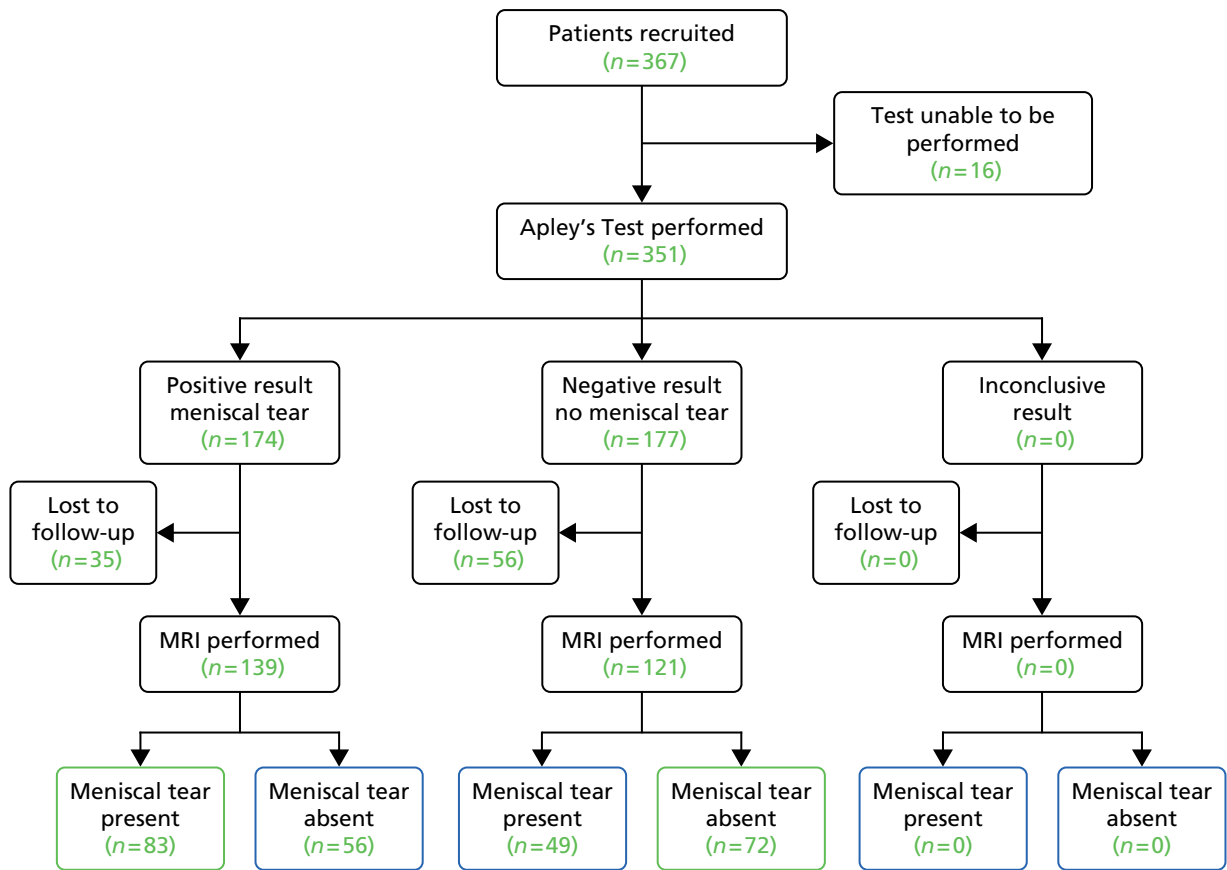 Patients recruited
(n=367)
Test unable to be
performed
(n=16)
Apley's Test performed
(n=351)
Positive result
meniscal tear
(n=174)
Negative result
no meniscal tear
(n=177)
Inconclusive
result
(n=0)
Lost to
follow-up
(n=35)
Lost to
follow-up
(n=56)
Lost to
follow-up
(n=0)
MRI performed
(n=139)
MRI performed
(n=121)
MRI performed
(n=0)
Meniscal tear
present
(n=83)
Meniscal tear
absent
(n=56)
Meniscal tear
present
(n=49)
Meniscal tear
absent
(n=72)
Meniscal tear
present
(n=0)
Meniscal tear
absent
(n=0)